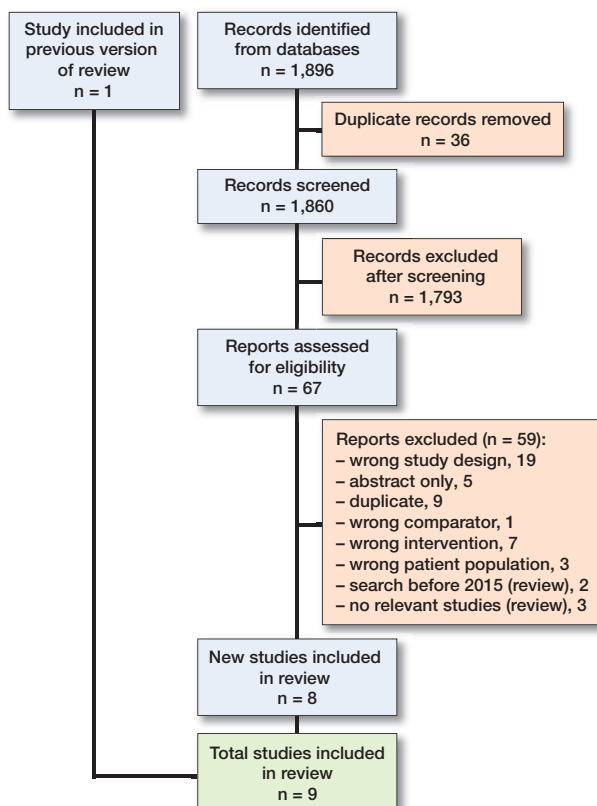 Study included in
previous version
of review
n = 1
Records identified
from databases
n = 1,896
Duplicate records removed
n = 36
Records screened
n = 1,860
Records excluded
after screening
n = 1,793
Reports assessed
for eligibility
n = 67
Reports excluded (n = 59):
– wrong study design, 19
– abstract only, 5
– duplicate, 9
– wrong comparator, 1
– wrong intervention, 7
– wrong patient population, 3
– search before 2015 (review), 2
– no relevant studies (review), 3
New studies included
in review
n = 8
Total studies included
in review
n = 9